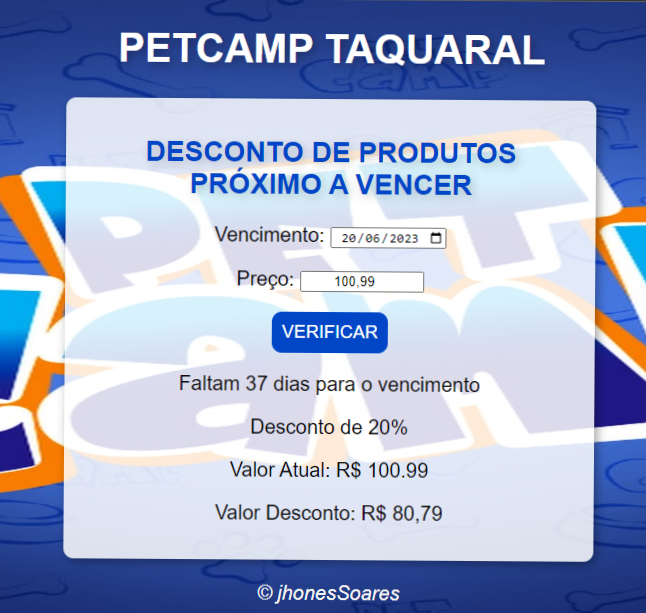 PETCAMP TAQUARAL
DESCONTO DE PRODUTOS
PRÓXIMO A VENCER
Vencimento: 20/06/2023
Preço: 100,99
VERIFICAR
Faltam 37 dias para o vencimento
Desconto de 20%
Valor Atual: R$ 100.99
Valor Desconto: R$ 80,79
© jhonesSoares